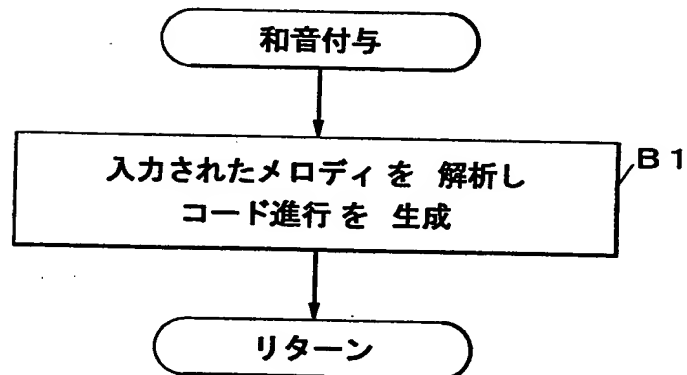 和音付与
入力されたメロディを 解析し
コード進行を 生成
B1
リターン